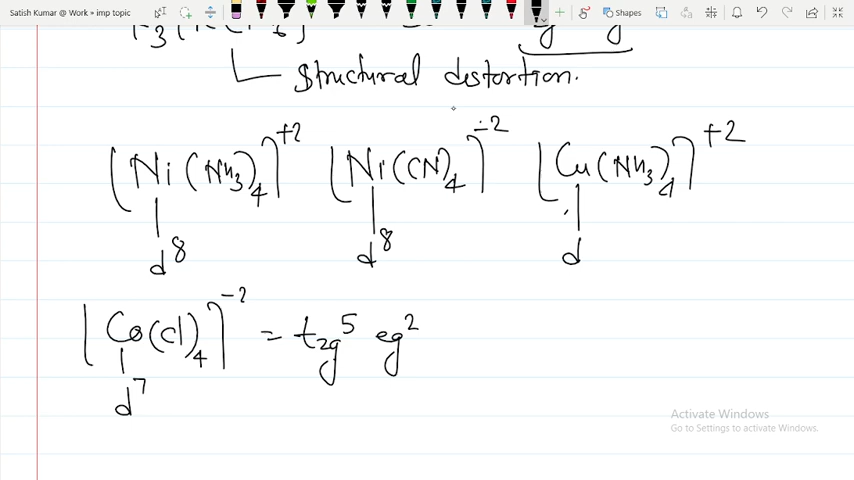 Satish Kumar @ Work » imp topic
Shapes
Structural distortion.
[Ni(NH3)4]+2 [Ni(CN)4]-2 [Cu(NH3)4]+2
d8 d8 d
[Co(Cl)4]-2 = t2g5 eg2
d7
Activate Windows
Go to Settings to activate Windows.